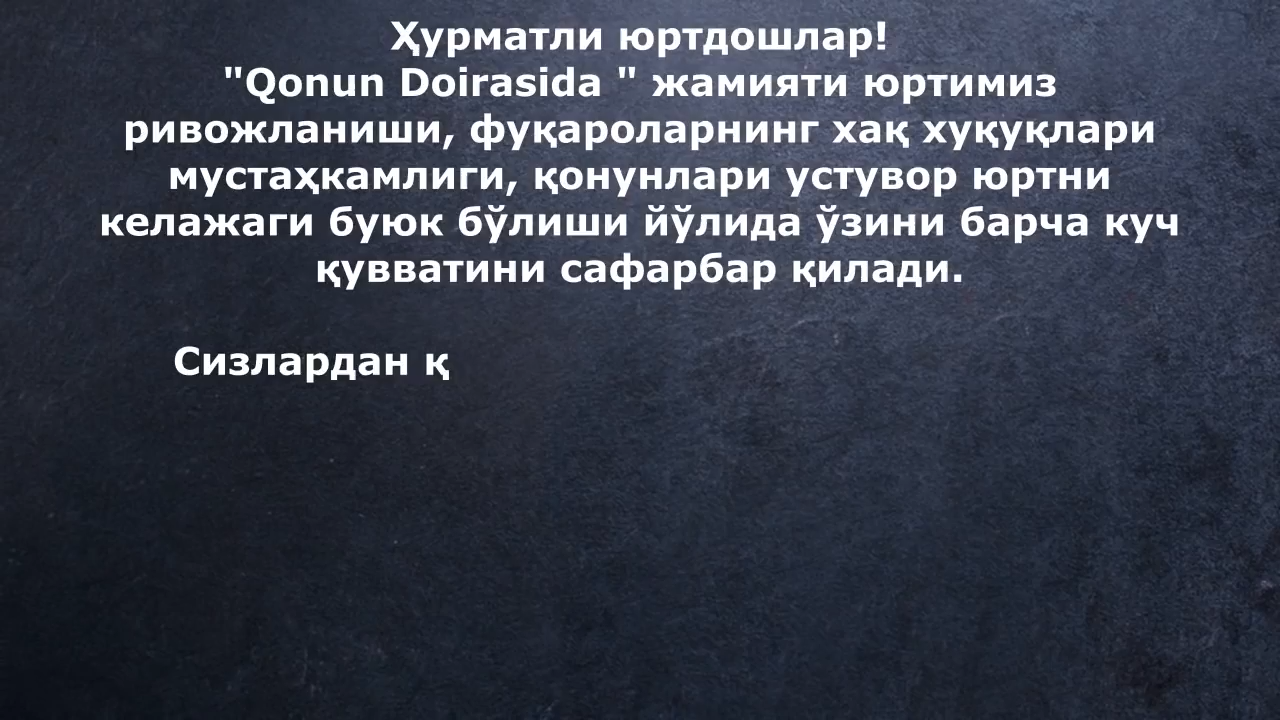 Ҳурматли юртдошлар!
"Qonun Doirasida " жамияти юртимиз
ривожланиши, фуқароларнинг хақ хуқуқлари
мустаҳкамлиги, қонунлари устувор юртни
келажаги буюк бўлиши йўлида ўзини барча куч
қувватини сафарбар қилади.
Сизлардан қ